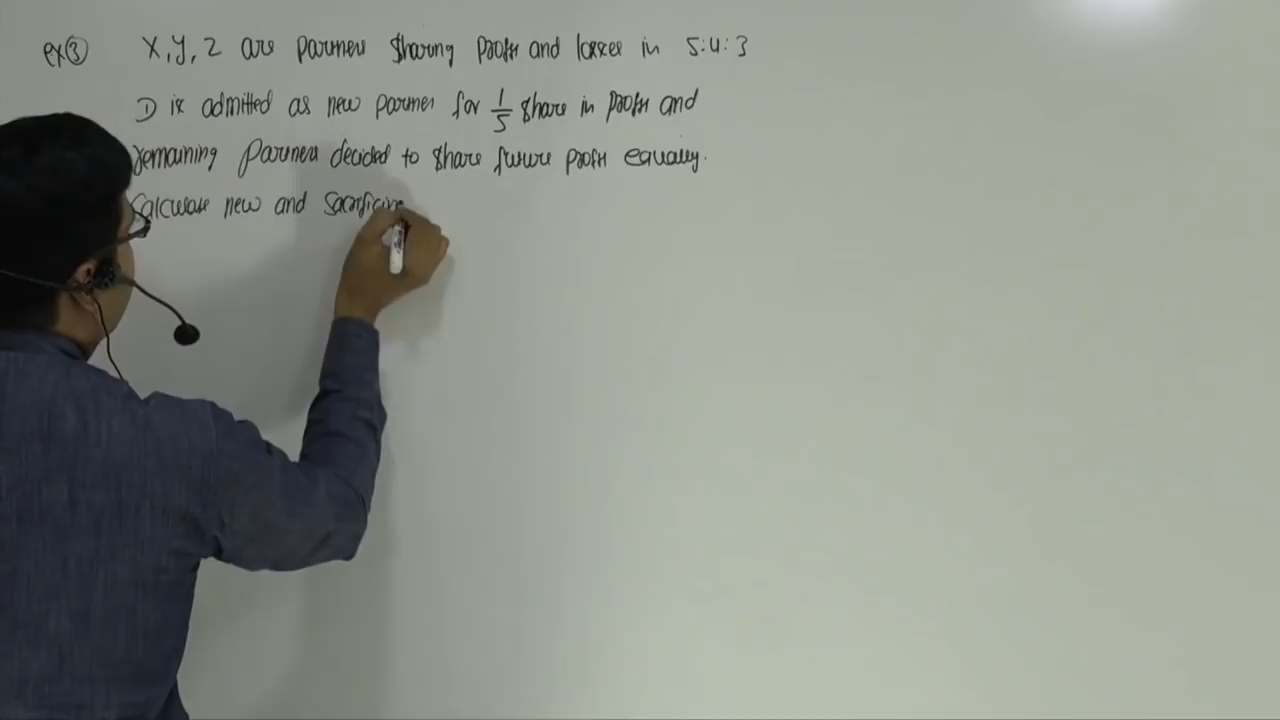 ex③ X, Y, Z are partners sharing profit and losses in 5:4:3
D is admitted as new partner for 1/5 share in profit and
remaining partners decided to share future profit equally.
Calculate new and Sacrificing